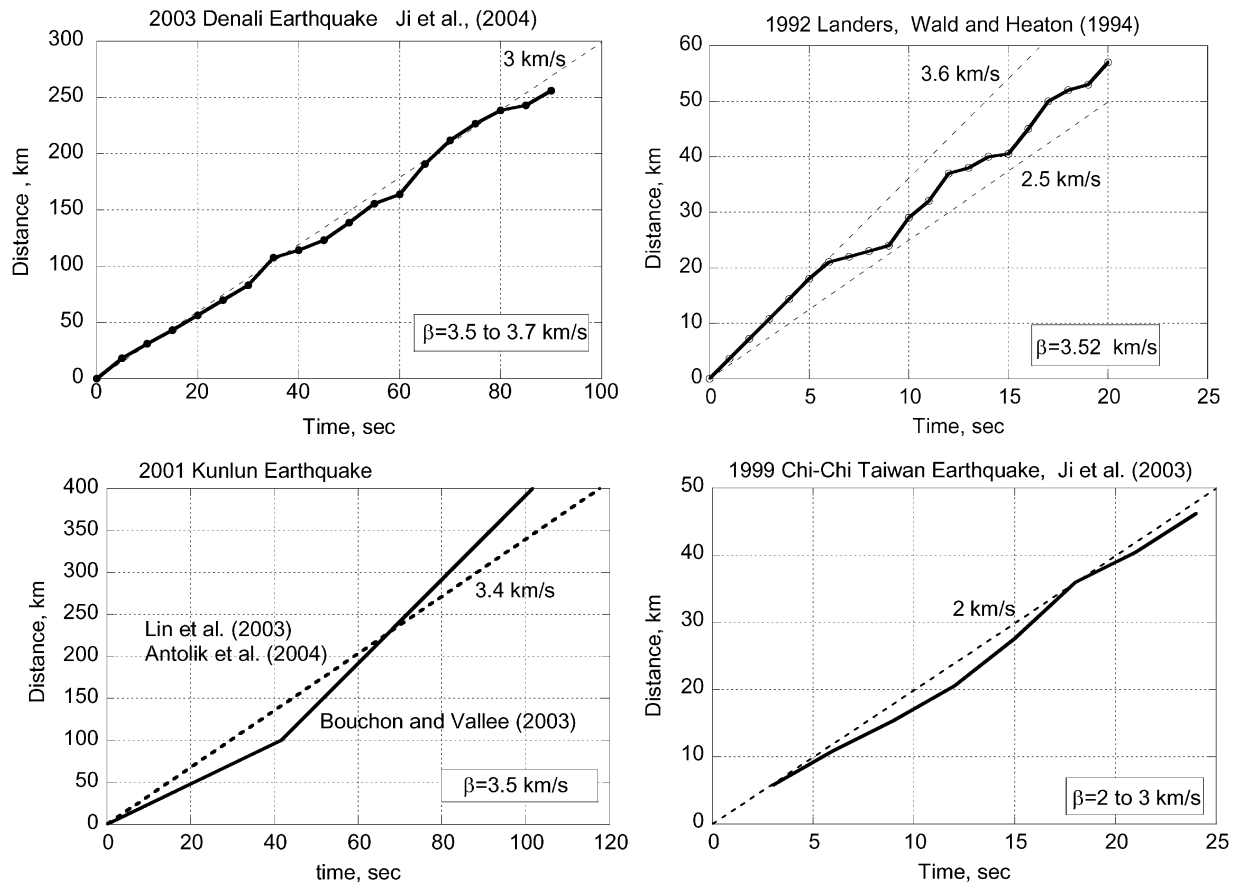 2003 Denali Earthquake Ji et al., (2004)
300
250
200
150
100
50
0
Distance , km
3 km/s
β=3.5 to 3.7 km/s
0 20 40 60 80 100
Time, sec
1992 Landers, Wald and Heaton (1994)
60
50
40
30
20
10
0
Distance, km
3.6 km/s
2.5 km/s
β=3.52 km/s
0 5 10 15 20 25
Time, sec
2001 Kunlun Earthquake
400
350
300
250
200
150
100
50
0
Distance, km
3.4 km/s
Lin et al. (2003)
Antolik et al. (2004)
Bouchon and Vallee (2003)
β=3.5 km/s
0 20 40 60 80 100 120
time, sec
1999 Chi-Chi Taiwan Earthquake, Ji et al. (2003)
50
40
30
20
10
0
Distance, km
2 km/s
β=2 to 3 km/s
0 5 10 15 20 25
Time, sec